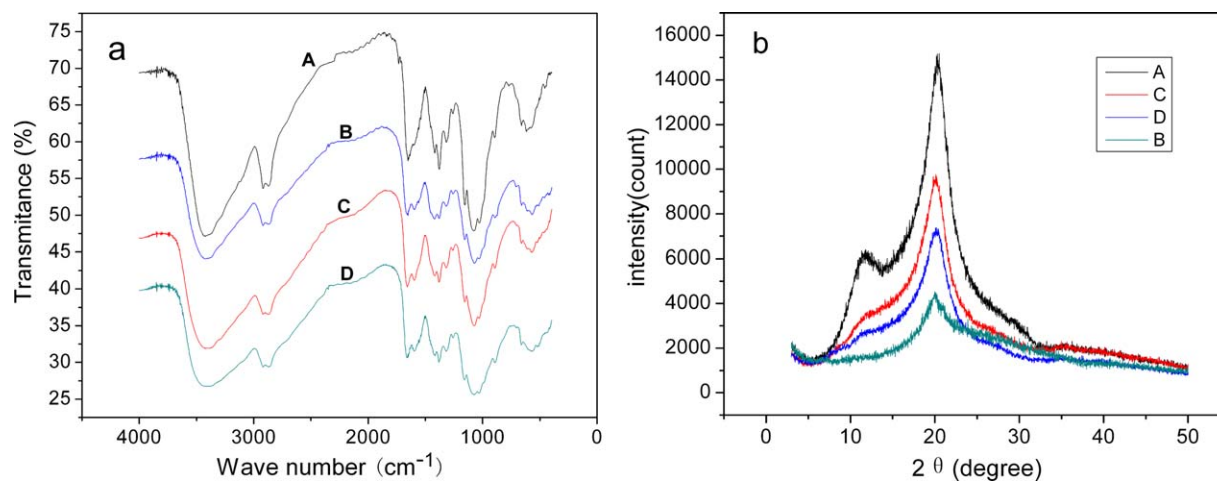 a
A
B
C
D
75
70
65
60
55
50
45
40
35
30
25
Transmitance (%)
4000
3000
2000
1000
0
Wave number (cm⁻¹)
b
A
C
D
B
16000
14000
12000
10000
8000
6000
4000
2000
0
intensity(count)
0
10
20
30
40
50
2 θ (degree)